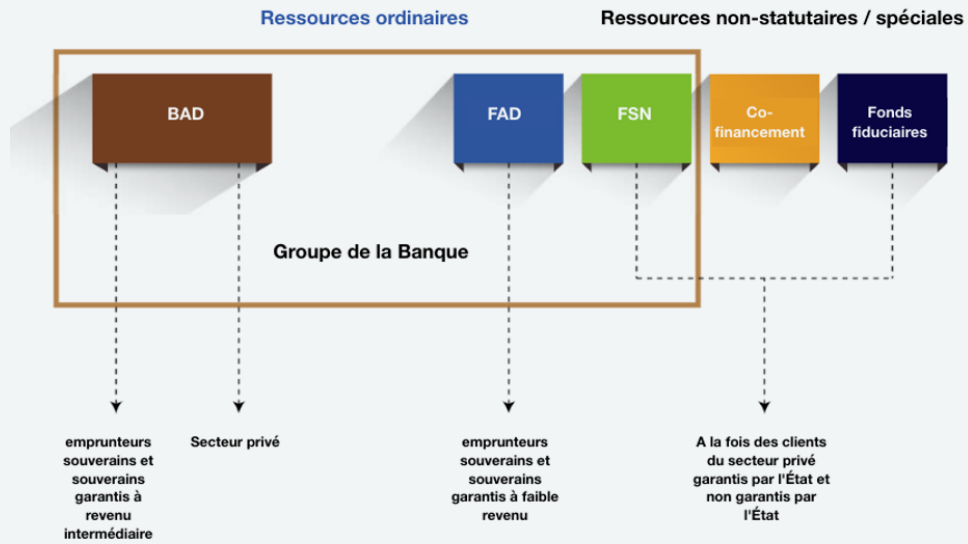 Ressources ordinaires
Ressources non-statutaires / spéciales
BAD
FAD
FSN
Co-
financement
Fonds
fiduciaires
Groupe de la Banque
emprunteurs
souverains et
souverains
garantis à
revenu
intermédiaire
Secteur privé
emprunteurs
souverains et
souverains
garantis à faible
revenu
A la fois des clients
du secteur privé
garantis par l'État et
non garantis par
l'État